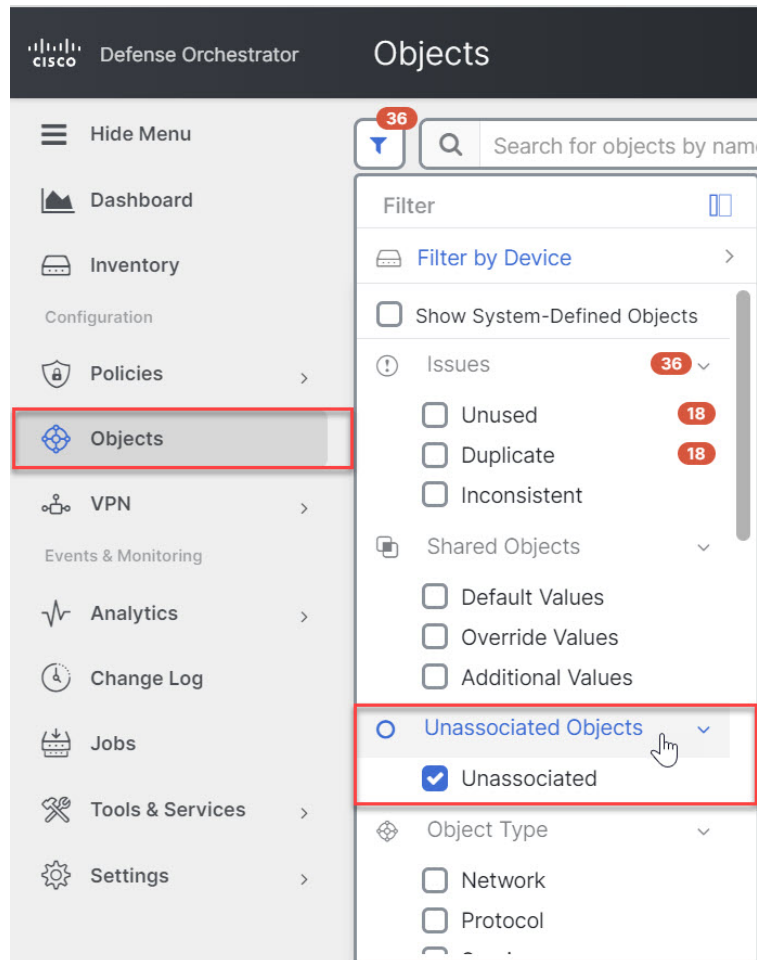 cisco Defense Orchestrator
Objects
Hide Menu
Dashboard
Inventory
Configuration
Policies
Objects
VPN
Events & Monitoring
Analytics
Change Log
Jobs
Tools & Services
Settings
36
Search for objects by nam
Filter
Filter by Device
Show System-Defined Objects
Issues 36
Unused 18
Duplicate 18
Inconsistent
Shared Objects
Default Values
Override Values
Additional Values
Unassociated Objects
Unassociated
Object Type
Network
Protocol